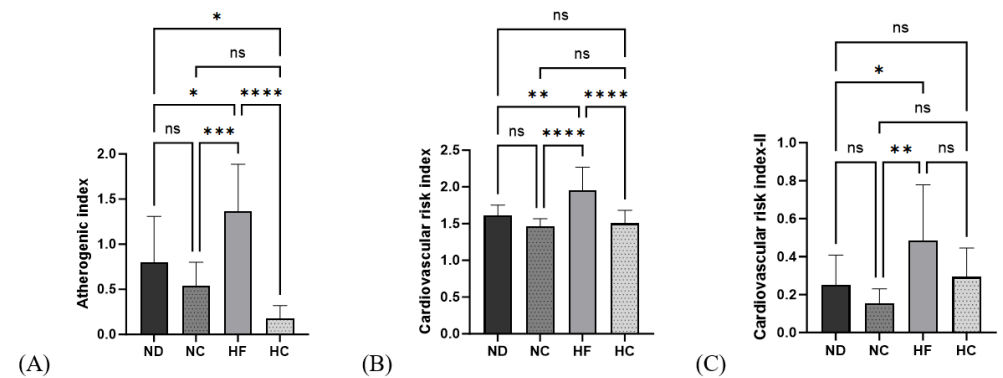 *
ns
* ****
ns ***
2.0
1.5
1.0
0.5
0.0
Atherogenic index
ND NC HF HC
(A)
ns
ns
** ****
ns ****
2.5
2.0
1.5
1.0
0.5
0.0
Cardiovascular risk index
ND NC HF HC
(B)
ns
*
ns
ns ** ns
1.0
0.8
0.6
0.4
0.2
0.0
Cardiovascular risk index-II
ND NC HF HC
(C)